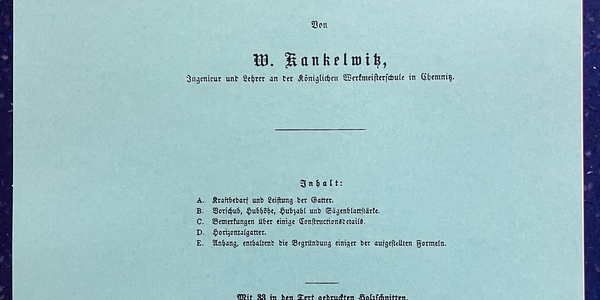 Von
W. Kankelwitz,
Ingenieur und Lehrer an der Königlichen Werkmeisterschule in Chemnitz.
Inhalt:
A. Kraftbedarf und Leistung der Gatter.
B. Vorschub, Hubhöhe, Hubzahl und Sägenblattstärke.
C. Bemerkungen über einige Constructionsdetails.
D. Horizontalgatter.
E. Anhang, enthaltend die Begründung einiger der aufgestellten Formeln.
Mit 33 in den Text gedruckten Holzschnitten.